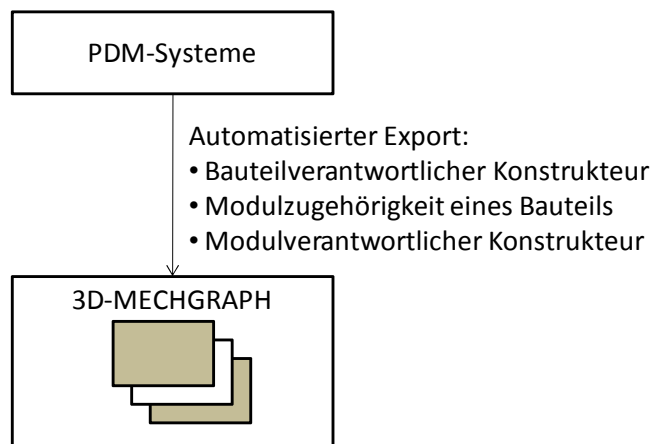 PDM-Systeme
Automatisierter Export:
• Bauteilverantwortlicher Konstrukteur
• Modulzugehörigkeit eines Bauteils
• Modulverantwortlicher Konstrukteur
3D-MECHGRAPH